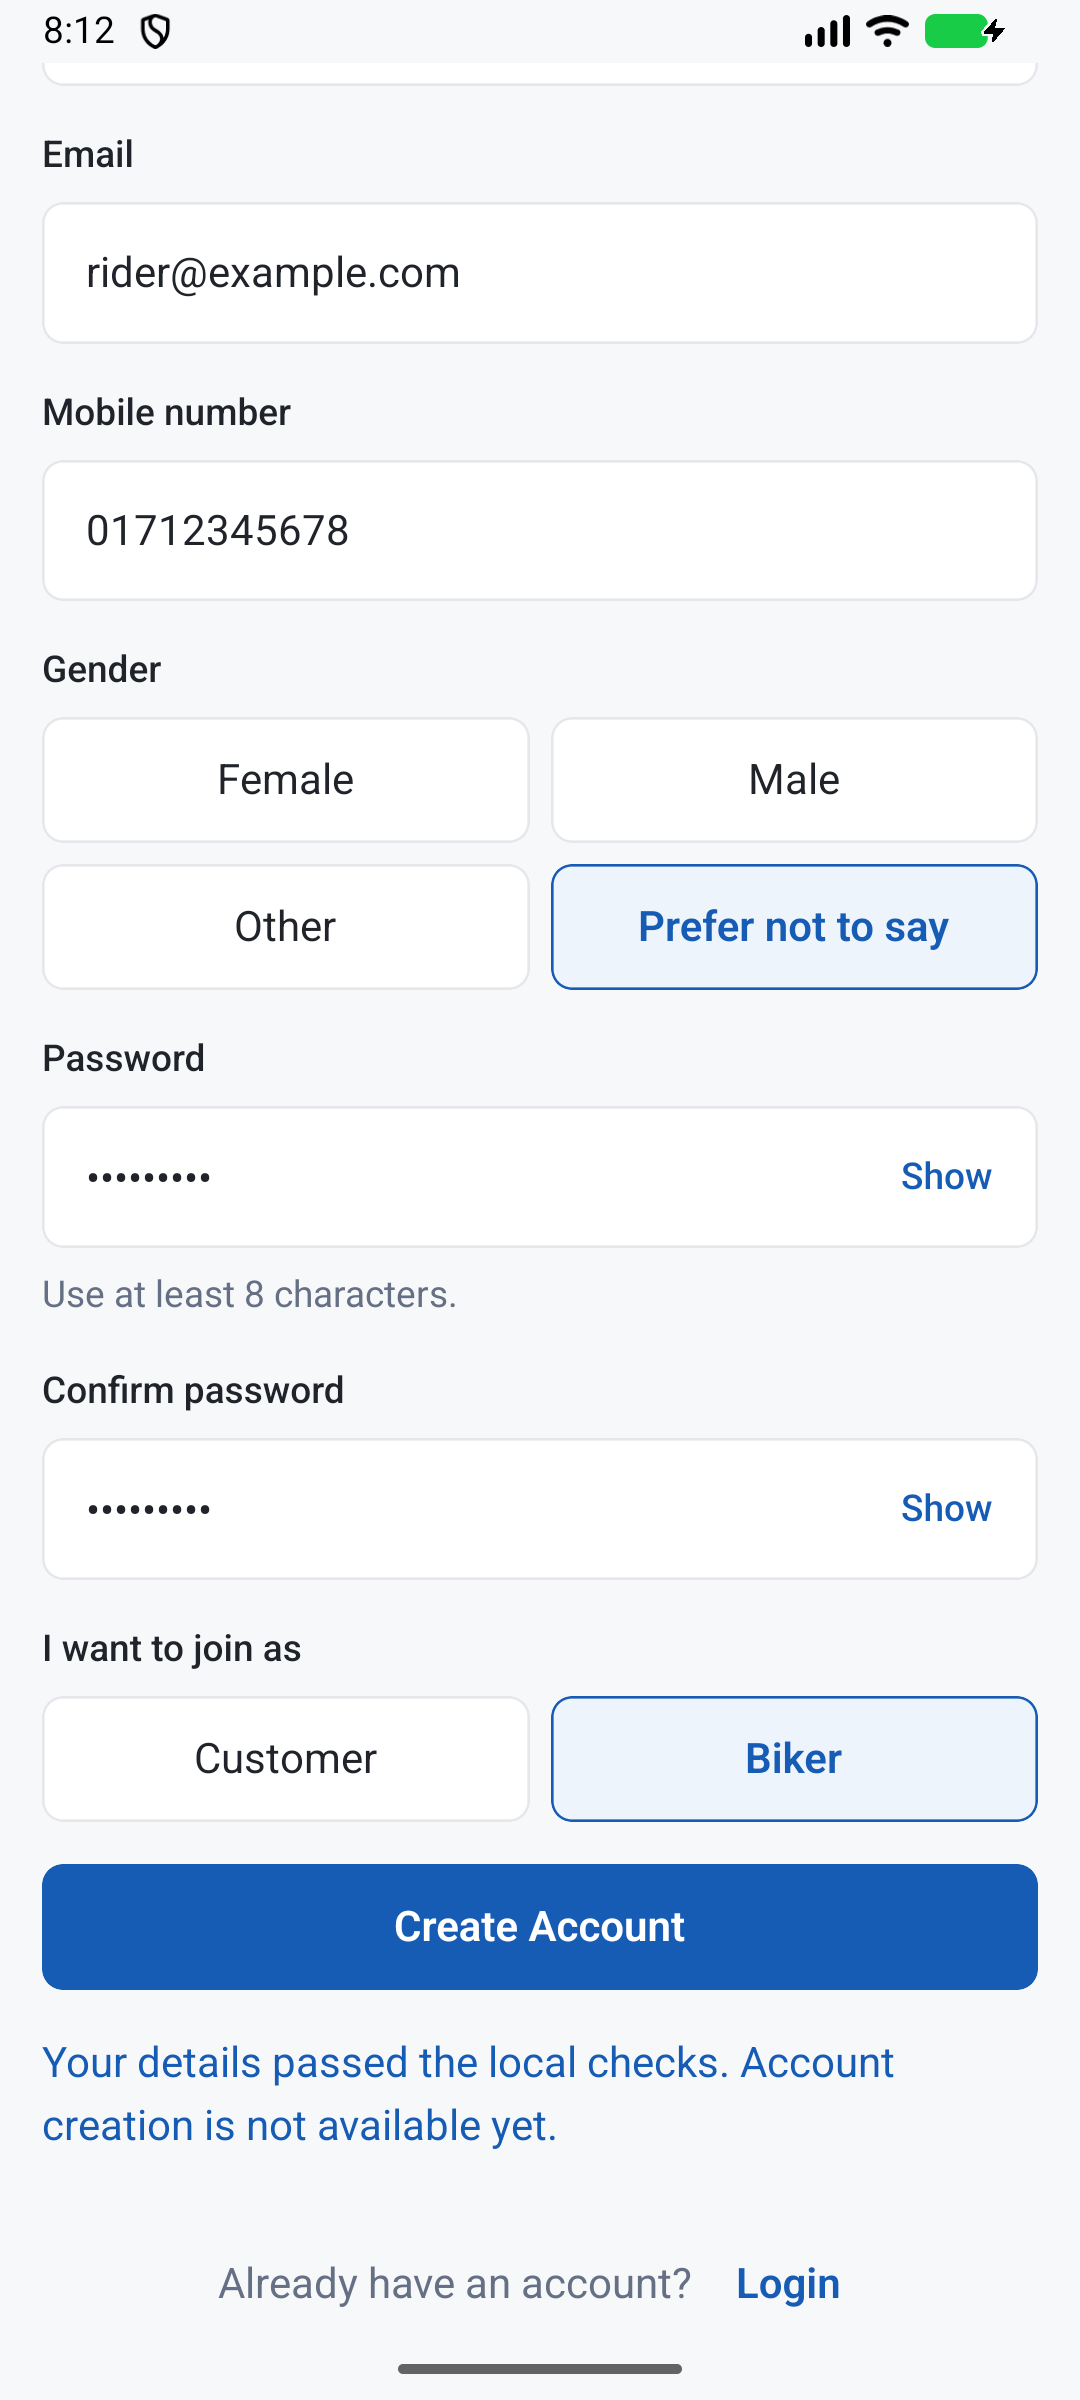 8:12
Email
rider@example.com
Mobile number
01712345678
Gender
Female
Male
Other
Prefer not to say
Password
•••••••••
Show
Use at least 8 characters.
Confirm password
•••••••••
Show
I want to join as
Customer
Biker
Create Account
Your details passed the local checks. Account
creation is not available yet.
Already have an account? Login